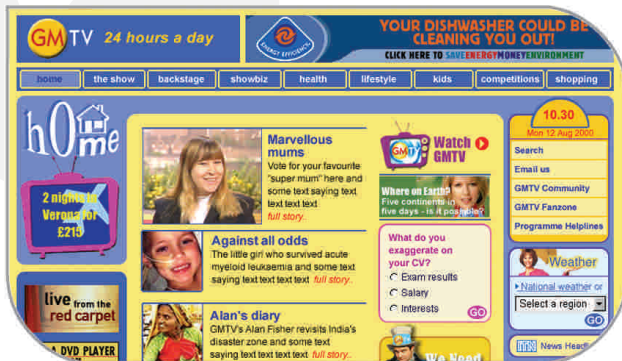 GMTV 24 hours a day
YOUR DISHWASHER COULD BE
CLEANING YOU OUT!
ENERGY EFFICIENCY
CLICK HERE TO SAVEENERGYMONEYENVIRONMENT
home the show backstage showbiz health lifestyle kids competitions shopping
home
2 nights in
Verona for
£215
live from the
red carpet
A DVD PLAYER
Marvellous
mums
Vote for your favourite
"super mum" here and
some text saying text
text text text
full story..
Against all odds
The little girl who survived acute
myeloid leukaemia and some text
saying text text text text full story..
Alan's diary
GMTV's Alan Fisher revisits India's
disaster zone and some text
saying text text text text full story..
GMTV
Watch
GMTV
Where on Earth?
Five continents in
five days - is it possible?
What do you
exaggerate on
your CV?
Exam results
Salary
Interests
GO
We Need
10.30
Mon 12 Aug 2000
Search
Email us
GMTV Community
GMTV Fanzone
Programme Helplines
Weather
National weather or
Select a region
GO
News Headl